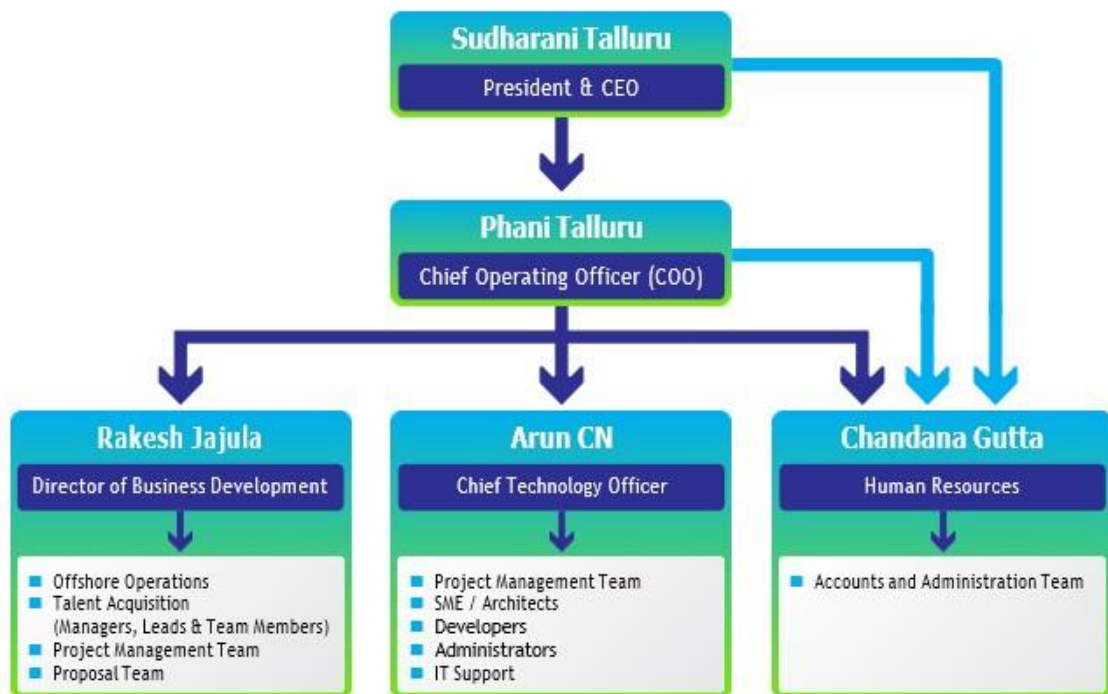 Sudharani Talluru
President & CEO
Phani Talluru
Chief Operating Officer (COO)
Rakesh Jajula
Director of Business Development
Offshore Operations
Talent Acquisition
(Managers, Leads & Team Members)
Project Management Team
Proposal Team
Arun CN
Chief Technology Officer
Project Management Team
SME / Architects
Developers
Administrators
IT Support
Chandana Gutta
Human Resources
Accounts and Administration Team